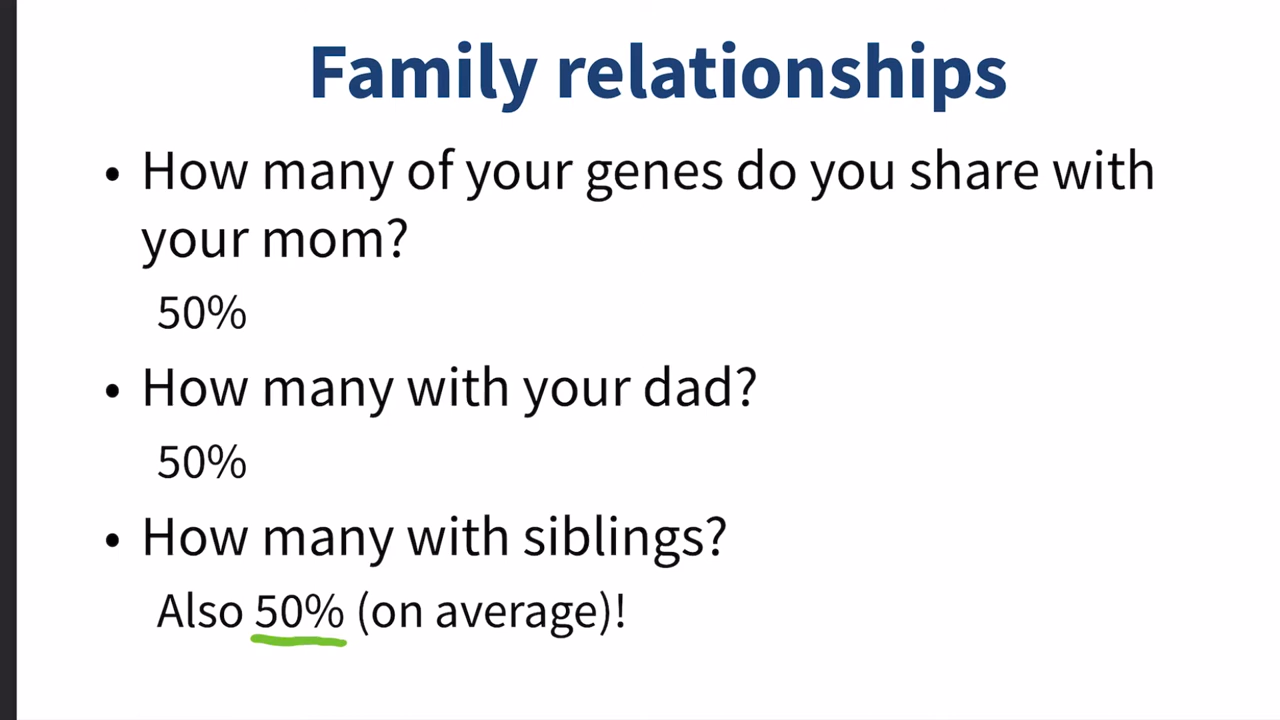 Family relationships
• How many of your genes do you share with
your mom?
50%
• How many with your dad?
50%
• How many with siblings?
Also 50% (on average)!